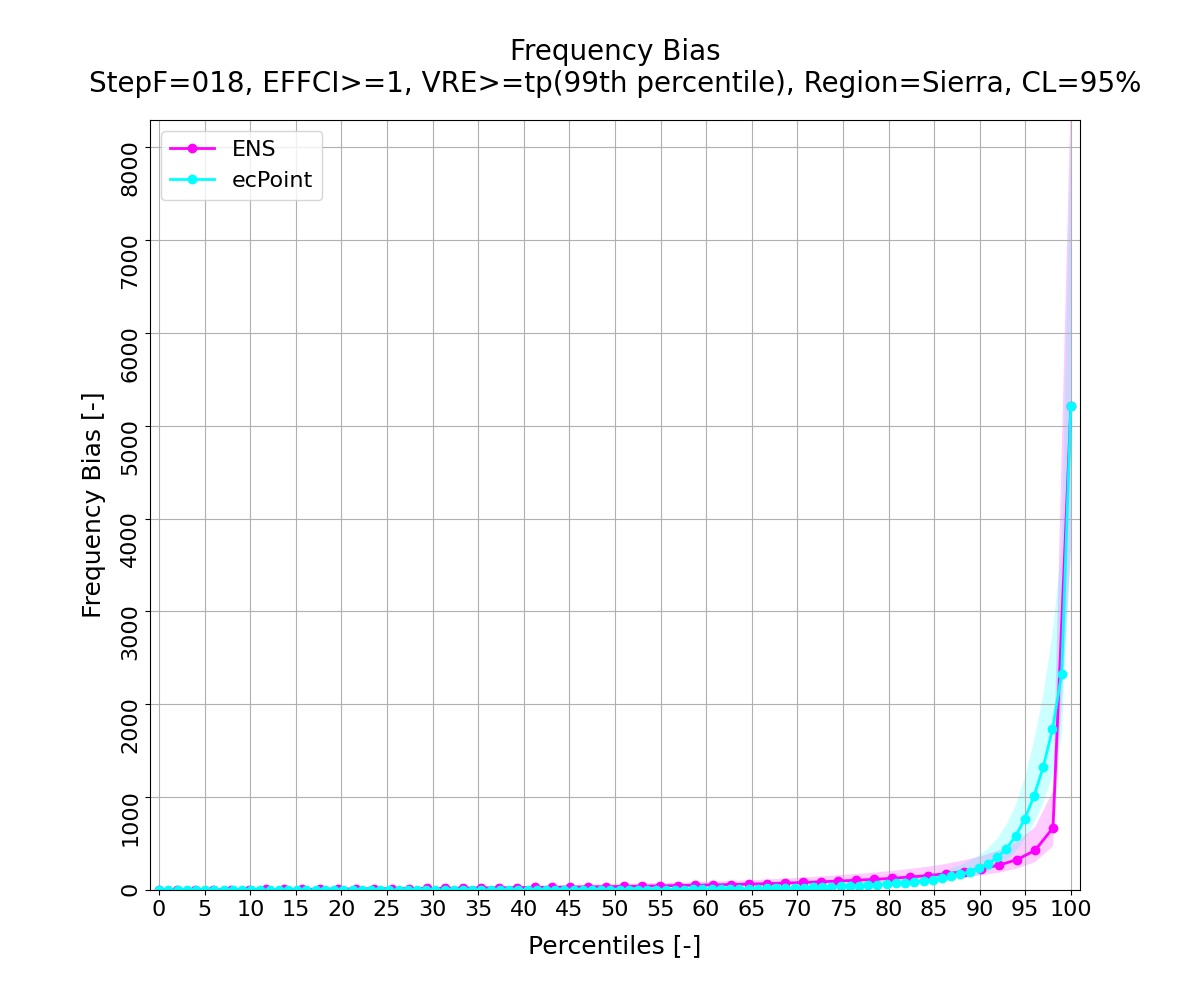 Frequency Bias
StepF=018, EFFCI>=1, VRE>=tp(99th percentile), Region=Sierra, CL=95%
ENS
ecPoint
8000
7000
6000
5000
4000
3000
2000
1000
0
Frequency Bias [-]
0 5 10 15 20 25 30 35 40 45 50 55 60 65 70 75 80 85 90 95 100
Percentiles [-]